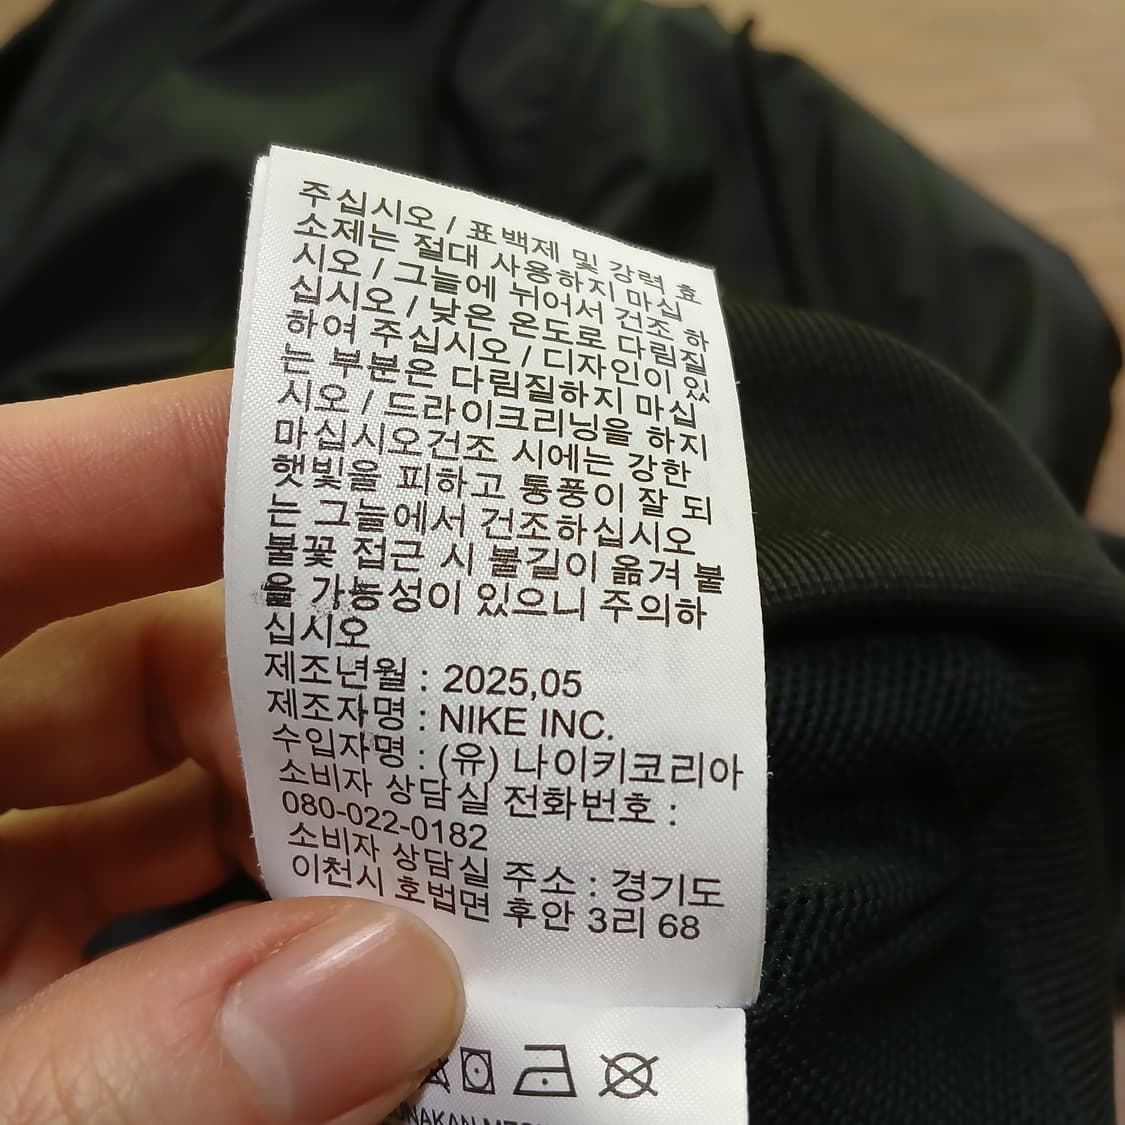 주십시오 / 표백제 및 강력 효
소제는 절대 사용하지 마십
시오 / 그늘에 뉘어서 건조 하
십시오 / 낮은 온도로 다림질
하여 주십시오 / 디자인이 있
는 부분은 다림질하지 마십
시오 / 드라이크리닝을 하지
마십시오건조 시에는 강한
햇빛을 피하고 통풍이 잘 되
는 그늘에서 건조하십시오
불꽃 접근 시 불길이 옮겨 붙
을 가능성이 있으니 주의하
십시오
제조년월 : 2025,05
제조자명 : NIKE INC.
수입자명 : (유) 나이키코리아
소비자 상담실 전화번호 :
080-022-0182
소비자 상담실 주소 : 경기도
이천시 호법면 후안 3리 68